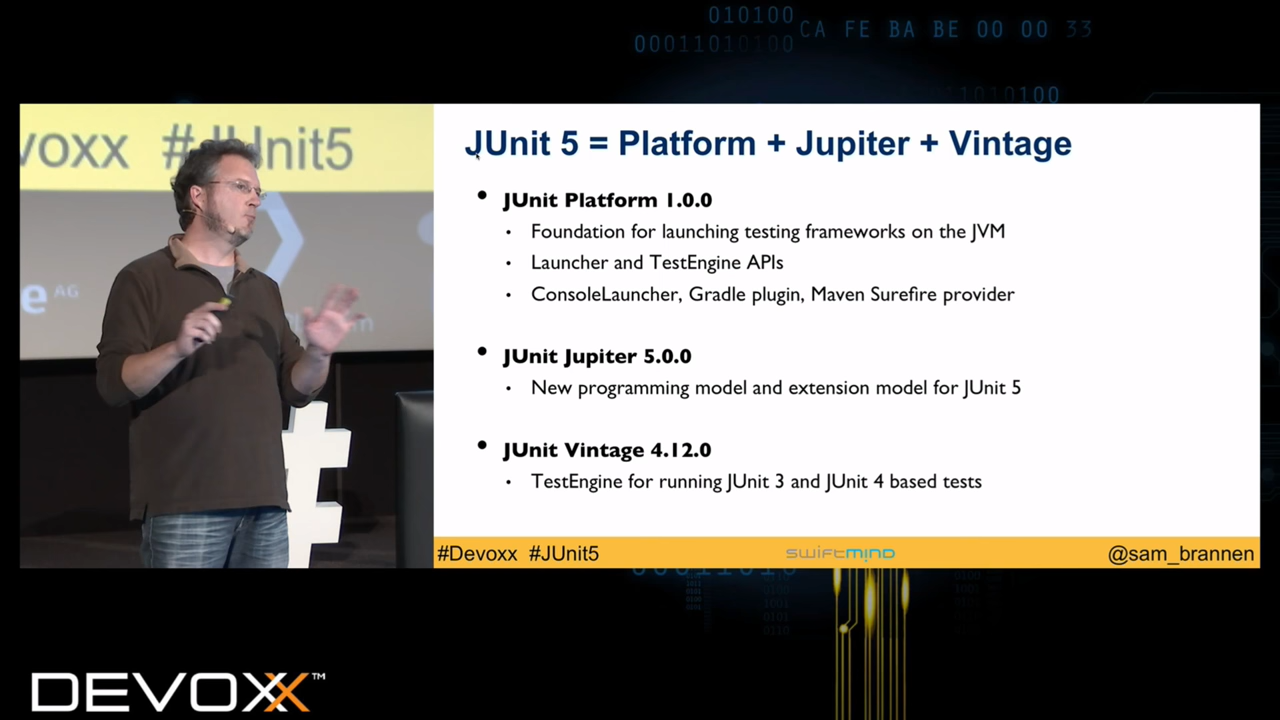 010100
00011010100
CA FE BA BE 00 00 33
1010100
voxx #JUnit5
e AG
JUnit 5 = Platform + Jupiter + Vintage
• JUnit Platform 1.0.0
• Foundation for launching testing frameworks on the JVM
• Launcher and TestEngine APIs
• ConsoleLauncher, Gradle plugin, Maven Surefire provider
• JUnit Jupiter 5.0.0
• New programming model and extension model for JUnit 5
• JUnit Vintage 4.12.0
• TestEngine for running JUnit 3 and JUnit 4 based tests
#Devoxx #JUnit5
swiftmind
@sam_brannen
DEVOXX™